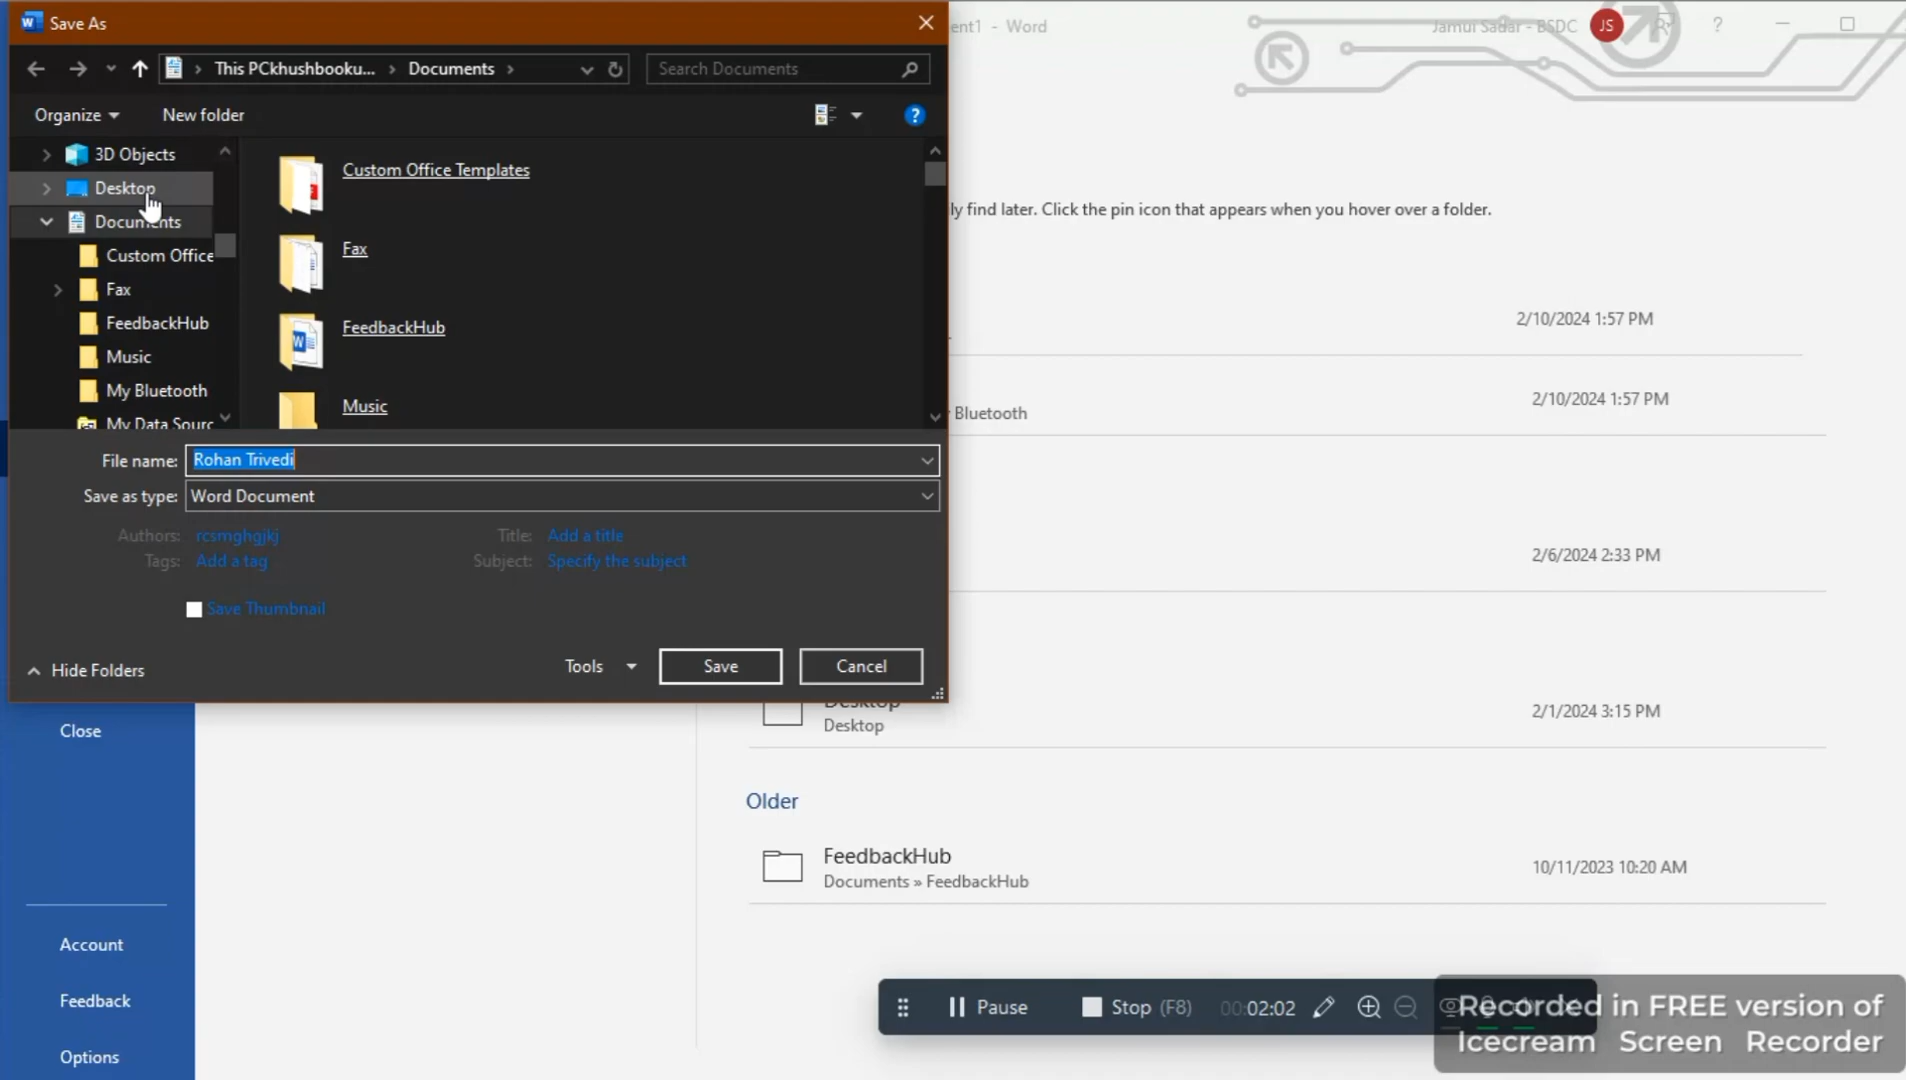 Save As
ent1 - Word
Jamui Sadar - BSDC
JS
?
This PCkhushbooku... > Documents >
Search Documents
Organize
New folder
?
3D Objects
Desktop
Documents
Custom Office
Fax
FeedbackHub
Music
My Bluetooth
My Data Sourc
Custom Office Templates
Fax
FeedbackHub
Music
ly find later. Click the pin icon that appears when you hover over a folder.
2/10/2024 1:57 PM
Bluetooth
2/10/2024 1:57 PM
File name: Rohan Trivedi
Save as type: Word Document
Authors: rcsmghgjkj
Title: Add a title
Tags: Add a tag
Subject: Specify the subject
Save Thumbnail
Hide Folders
Tools
Save
Cancel
2/6/2024 2:33 PM
Close
Desktop
Desktop
2/1/2024 3:15 PM
Older
FeedbackHub
Documents » FeedbackHub
10/11/2023 10:20 AM
Account
Feedback
Options
Pause
Stop (F8)
00:02:02
Recorded in FREE version of
Icecream Screen Recorder